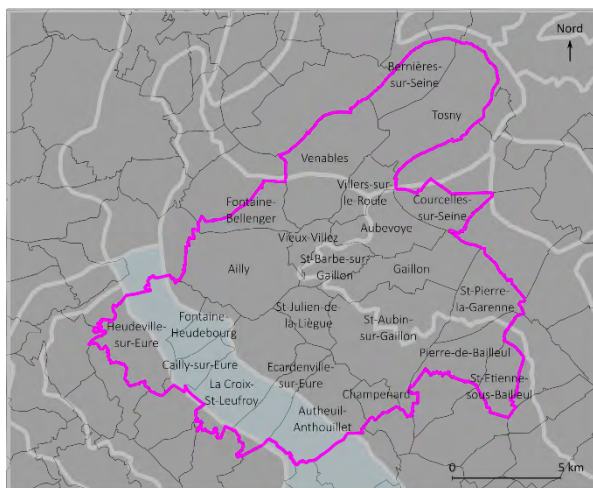 Nord
Bernières-
sur-Seine
Tosny
Venables
Villers-sur-
le-Roule
Fontaine-
Bellenger
Courcelles-
sur-Seine
Aubevoye
Vieux-Villez
St-Barbe-sur-
Gaillon
Ailly
Gaillon
St-Pierre-
la-Garenne
St-Julien-de-
la-Liègue
Fontaine-
Heudebourg
Heudeville-
sur-Eure
St-Aubin-
sur-Gaillon
Pierre-de-Bailleul
Cailly-sur-Eure
Ecardenville-
sur-Eure
St-Etienne-
sous-Bailleul
La Croix-
St-Leufroy
Champenard
Autheuil-
Anthouillet
0 5 km